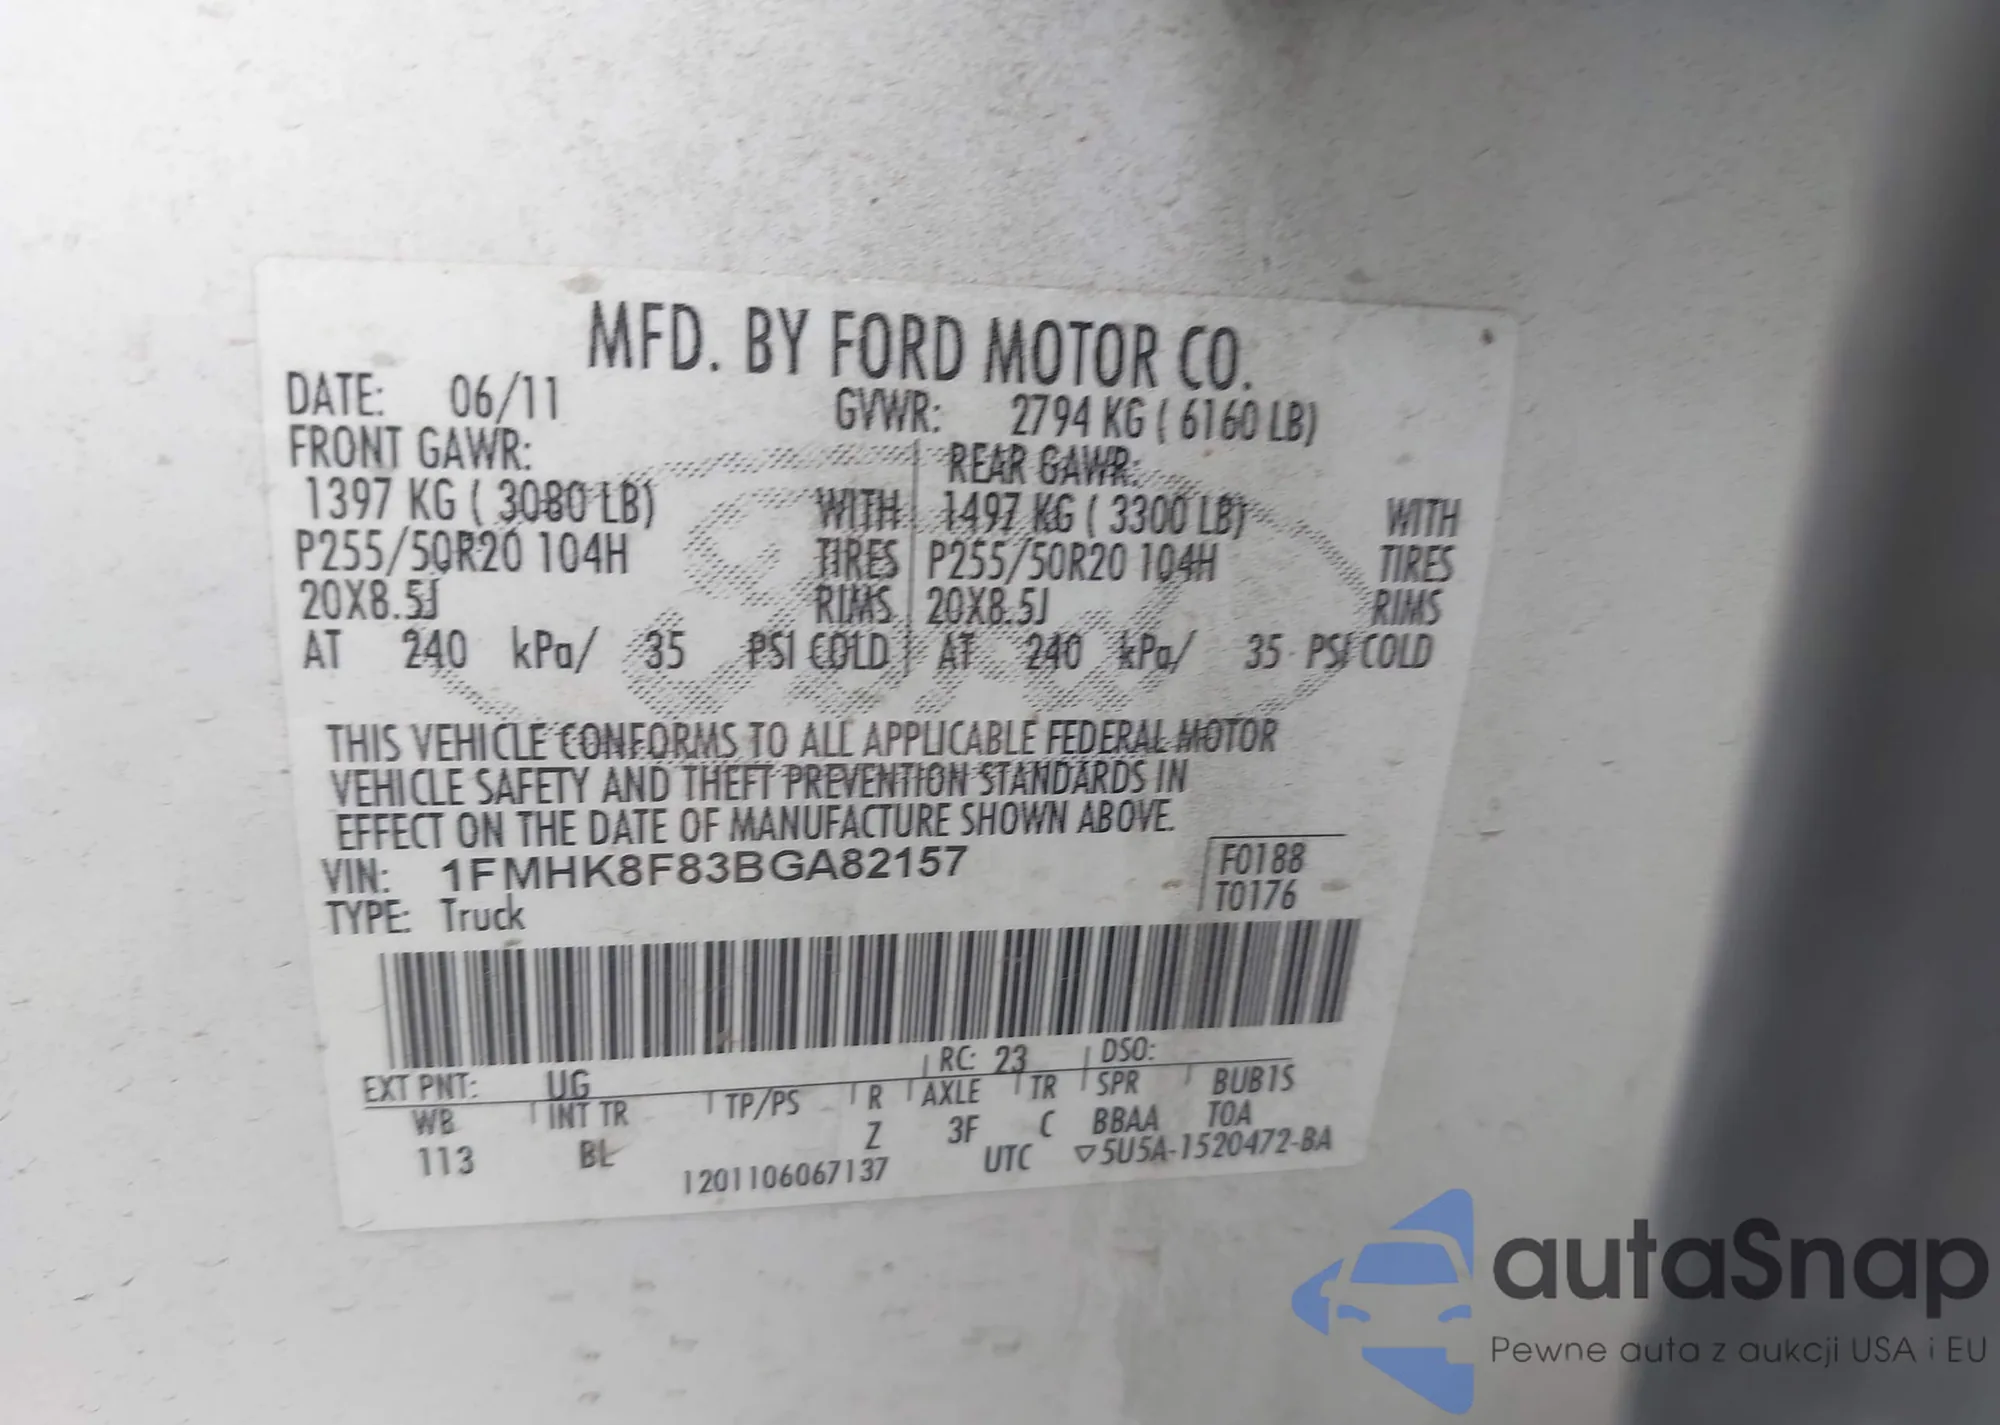 MFD. BY FORD MOTOR CO.
DATE: 06/11 GVWR: 2794 KG ( 6160 LB)
FRONT GAWR: REAR GAWR:
1397 KG ( 3080 LB) WITH 1497 KG ( 3300 LB) WITH
P255/50R20 104H TIRES P255/50R20 104H TIRES
20X8.5J RIMS 20X8.5J RIMS
AT 240 kPa/ 35 PSI COLD AT 240 kPa/ 35 PSI COLD
THIS VEHICLE CONFORMS TO ALL APPLICABLE FEDERAL MOTOR
VEHICLE SAFETY AND THEFT PREVENTION STANDARDS IN
EFFECT ON THE DATE OF MANUFACTURE SHOWN ABOVE.
VIN: 1FMHK8F83BGA82157 F0188
TYPE: Truck T0176
EXT PNT: UG RC: 23 DSO:
WB INT TR TP/PS R AXLE TR SPR BUB1S
113 BL Z 3F C BBAA TOA
1201106067137 UTC ▽5U5A-1520472-BA
autaSnap
Pewne auta z aukcji USA i EU